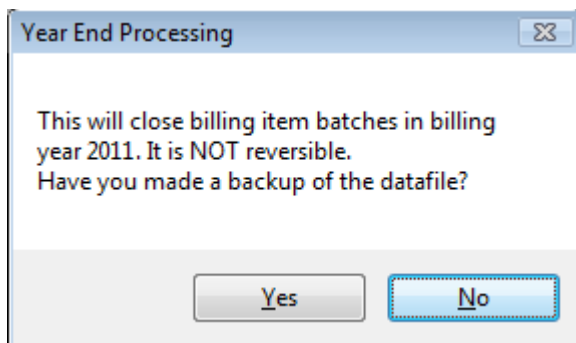 Year End Processing
This will close billing item batches in billing
year 2011. It is NOT reversible.
Have you made a backup of the datafile?
Yes
No